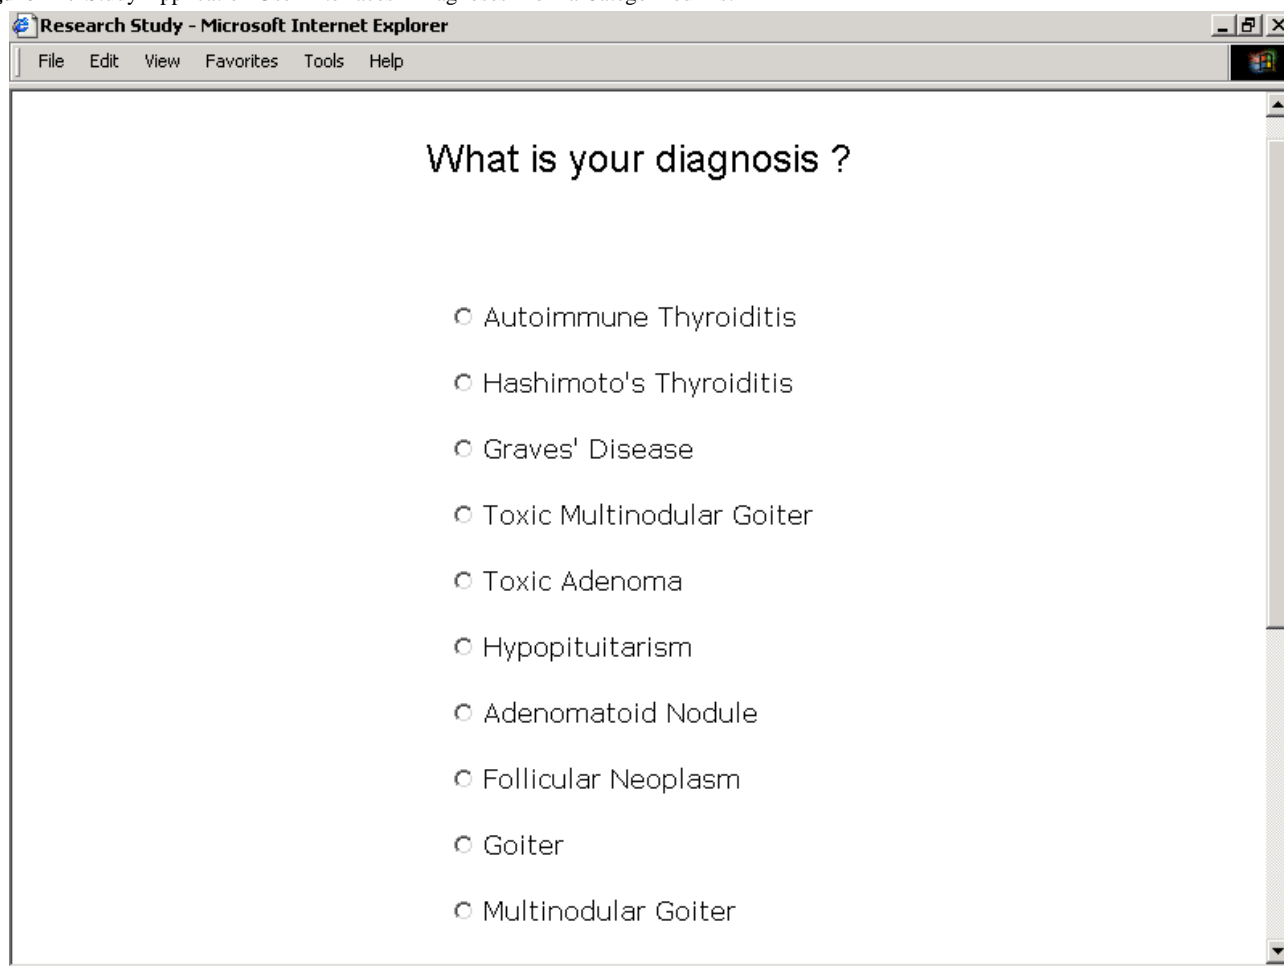 Research Study - Microsoft Internet Explorer
File Edit View Favorites Tools Help
What is your diagnosis ?
Autoimmune Thyroiditis
Hashimoto's Thyroiditis
Graves' Disease
Toxic Multinodular Goiter
Toxic Adenoma
Hypopituitarism
Adenomatoid Nodule
Follicular Neoplasm
Goiter
Multinodular Goiter